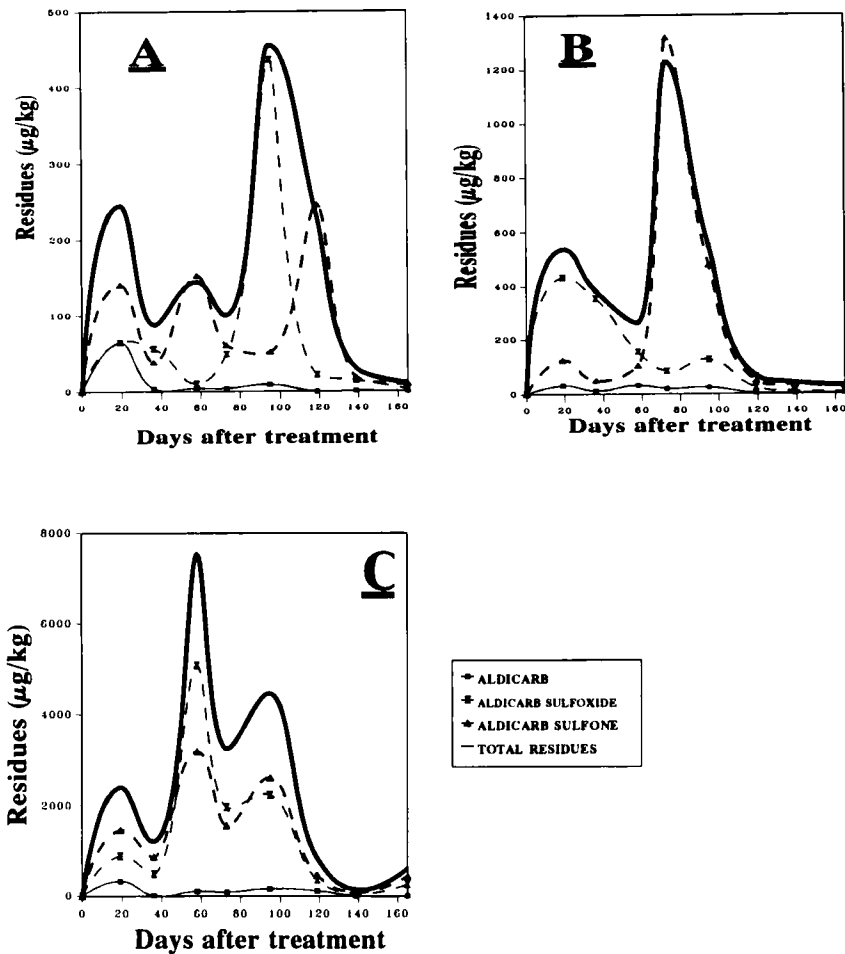 A
Residues (µg/kg)
500
400
300
200
100
0
0 20 40 60 80 100 120 140 160
Days after treatment
B
Residues (µg/kg)
1400
1200
1000
800
600
400
200
0
0 20 40 60 80 100 120 140 160
Days after treatment
C
Residues (µg/kg)
8000
6000
4000
2000
0
0 20 40 60 80 100 120 140 160
Days after treatment
ALDICARB
ALDICARB SULFOXIDE
ALDICARB SULFONE
TOTAL RESIDUES